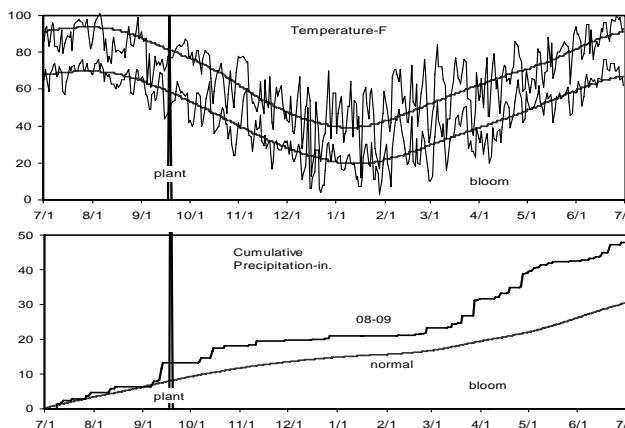 Temperature-F
100
80
60
40
20
0
plant
bloom
7/1 8/1 9/1 10/1 11/1 12/1 1/1 2/1 3/1 4/1 5/1 6/1 7/
Cumulative
Precipitation-in.
50
40
30
20
10
0
08-09
normal
plant
bloom
7/1 8/1 9/1 10/1 11/1 12/1 1/1 2/1 3/1 4/1 5/1 6/1 7/